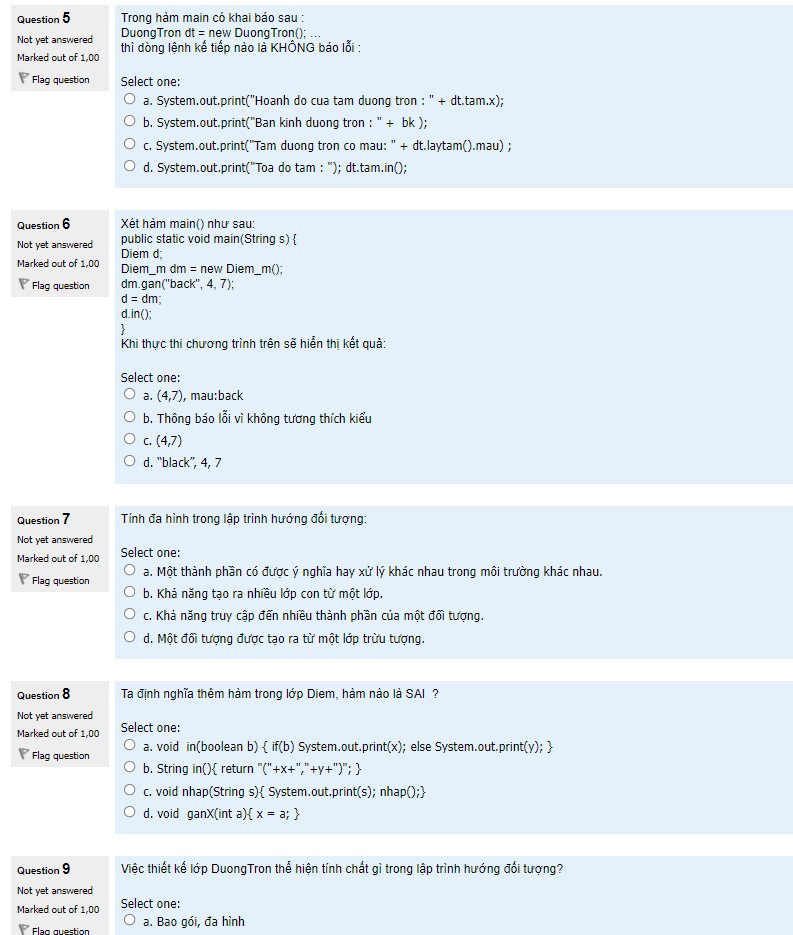 Question 5
Not yet answered
Marked out of 1,00
Flag question
Trong hàm main có khai báo sau :
DuongTron dt = new DuongTron(); ...
thì dòng lệnh kế tiếp nào là KHÔNG báo lỗi :
Select one:
a. System.out.print("Hoanh do cua tam duong tron : " + dt.tam.x);
b. System.out.print("Ban kinh duong tron : " + bk );
c. System.out.print("Tam duong tron co mau: " + dt.laytam().mau) ;
d. System.out.print("Toa do tam : "); dt.tam.in();
Question 6
Not yet answered
Marked out of 1,00
Flag question
Xét hàm main() như sau:
public static void main(String s) {
Diem d;
Diem_m dm = new Diem_m();
dm.gan("back", 4, 7);
d = dm;
d.in();
}
Khi thực thi chương trình trên sẽ hiển thị kết quả:
Select one:
a. (4,7), mau:back
b. Thông báo lỗi vì không tương thích kiểu
c. (4,7)
d. "black", 4, 7
Question 7
Not yet answered
Marked out of 1,00
Flag question
Tính đa hình trong lập trình hướng đối tượng:
Select one:
a. Một thành phần có được ý nghĩa hay xử lý khác nhau trong môi trường khác nhau.
b. Khả năng tạo ra nhiều lớp con từ một lớp.
c. Khả năng truy cập đến nhiều thành phần của một đối tượng.
d. Một đối tượng được tạo ra từ một lớp trừu tượng.
Question 8
Not yet answered
Marked out of 1,00
Flag question
Ta định nghĩa thêm hàm trong lớp Diem, hàm nào là SAI ?
Select one:
a. void in(boolean b) { if(b) System.out.print(x); else System.out.print(y); }
b. String in(){ return "("+x+","+y+")"; }
c. void nhap(String s){ System.out.print(s); nhap();}
d. void ganX(int a){ x = a; }
Question 9
Not yet answered
Marked out of 1,00
Flag question
Việc thiết kế lớp DuongTron thể hiện tính chất gì trong lập trình hướng đối tượng?
Select one:
a. Bao gói, đa hình